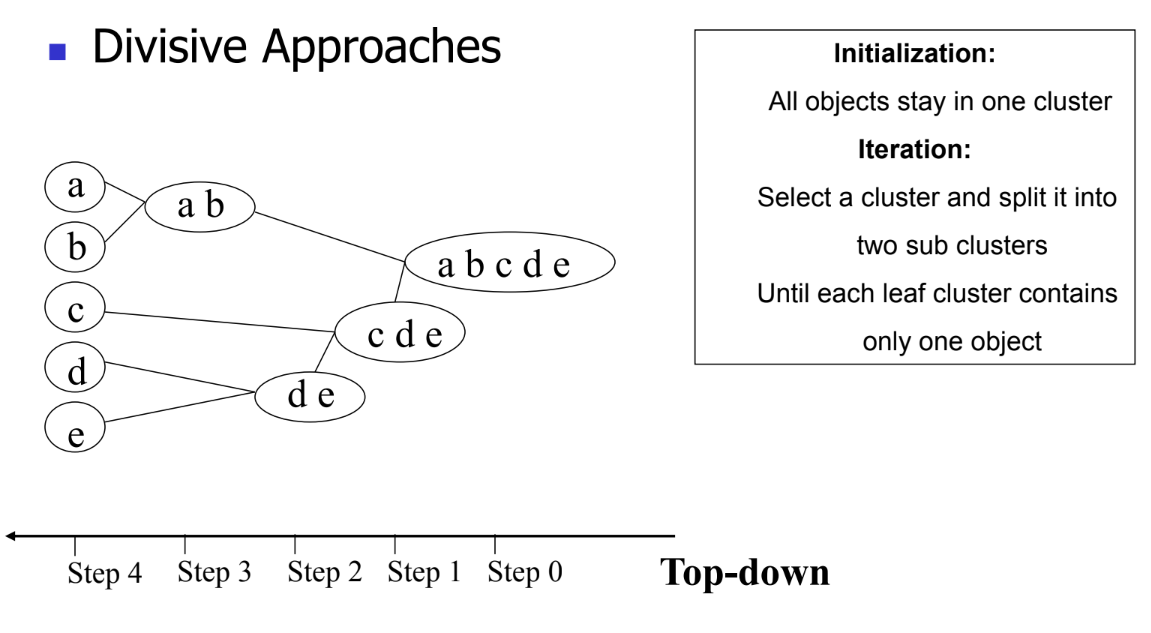 Divisive Approaches
Initialization:
All objects stay in one cluster
Iteration:
Select a cluster and split it into
two sub clusters
Until each leaf cluster contains
only one object
a
a b
b
a b c d e
c
c d e
d
d e
e
Step 4 Step 3 Step 2 Step 1 Step 0
Top-down